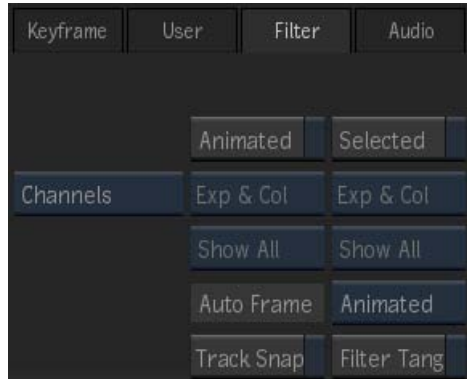 Keyframe User Filter Audio
Animated Selected
Channels Exp & Col Exp & Col
Show All Show All
Auto Frame Animated
Track Snap Filter Tang